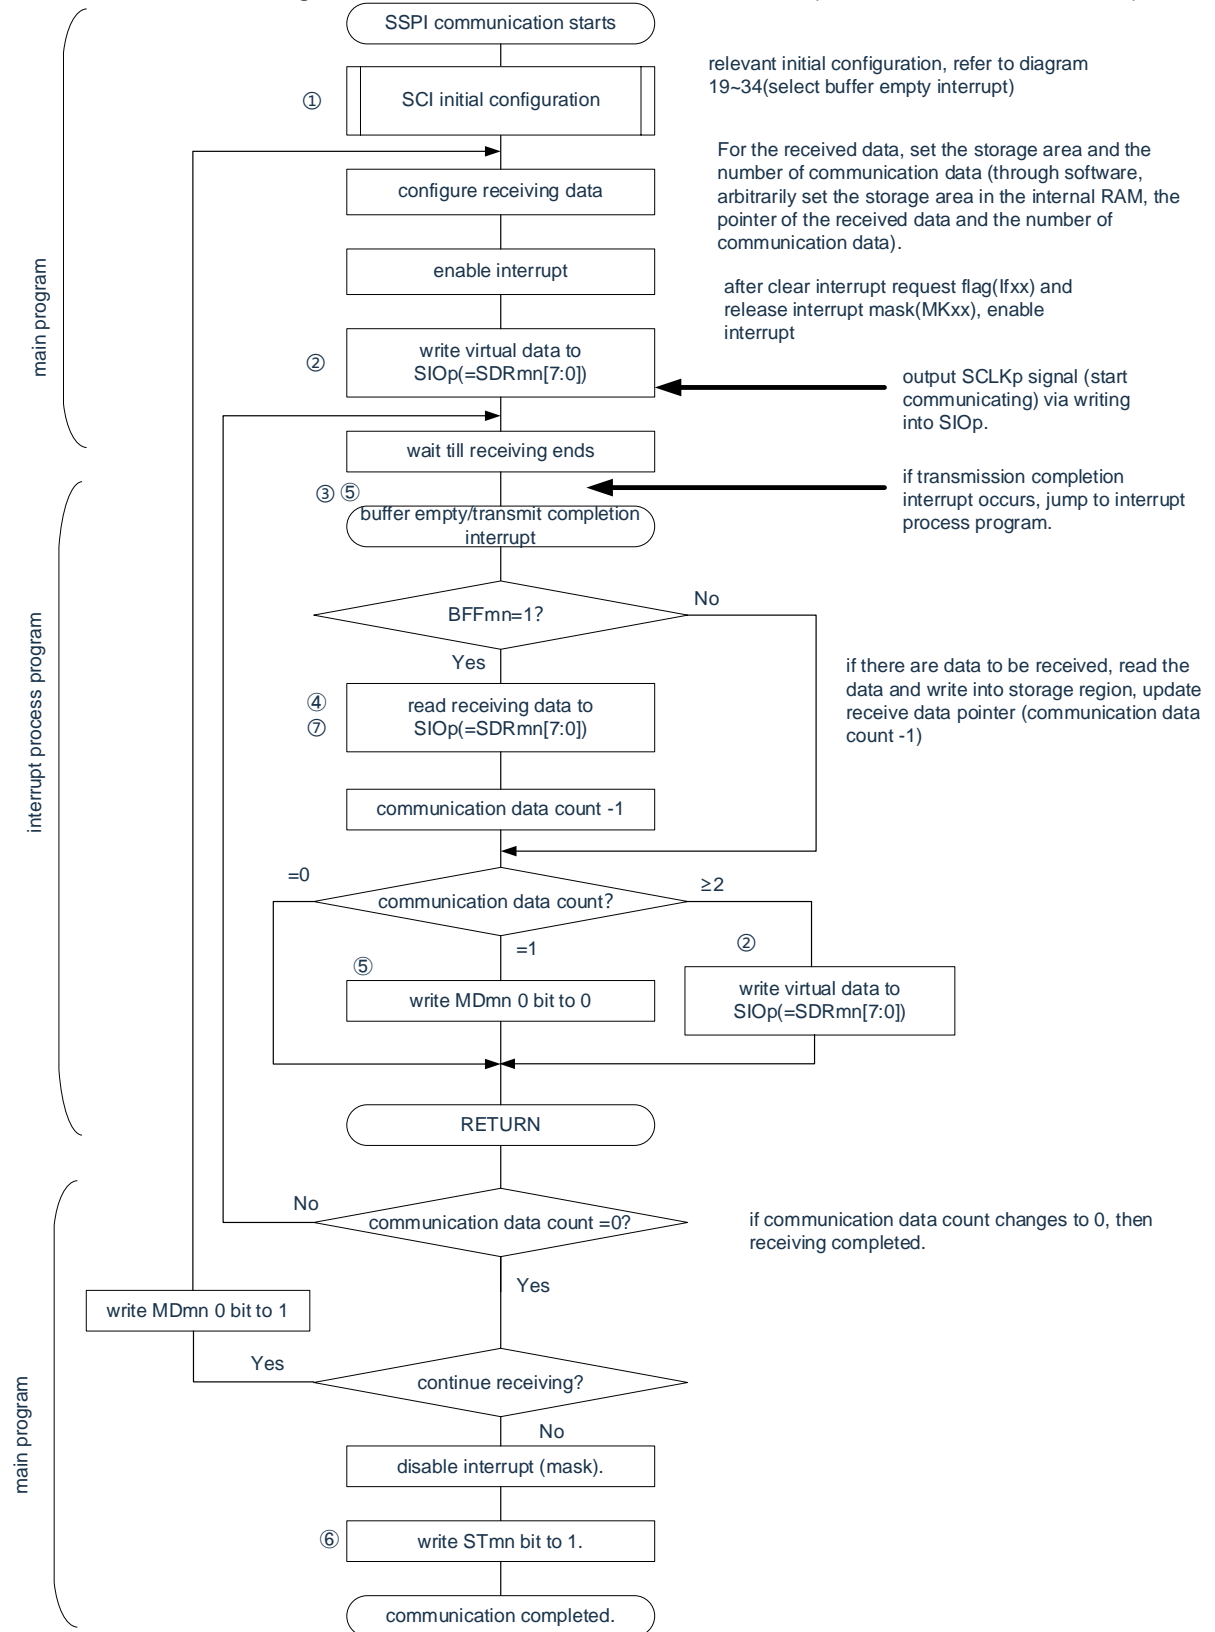 SSPI communication starts
relevant initial configuration, refer to diagram
19~34(select buffer empty interrupt)
①
SCI initial configuration
For the received data, set the storage area and the
number of communication data (through software,
arbitrarily set the storage area in the internal RAM, the
pointer of the received data and the number of
communication data).
configure receiving data
main program
enable interrupt
after clear interrupt request flag(Ifxx) and
release interrupt mask(MKxx), enable
interrupt
②
write virtual data to
SIOp(=SDRmn[7:0])
output SCLKp signal (start
communicating) via writing
into SIOp.
wait till receiving ends
if transmission completion
interrupt occurs, jump to interrupt
process program.
③ ⑤
buffer empty/transmit completion
interrupt
BFFmn=1?
No
Yes
interrupt process program
if there are data to be received, read the
data and write into storage region, update
receive data pointer (communication data
count -1)
④
⑦
read receiving data to
SIOp(=SDRmn[7:0])
communication data count -1
=0
communication data count?
≥2
=1
②
⑤
write MDmn 0 bit to 0
write virtual data to
SIOp(=SDRmn[7:0])
RETURN
No
communication data count =0?
if communication data count changes to 0, then
receiving completed.
Yes
write MDmn 0 bit to 1
Yes
continue receiving?
main program
No
disable interrupt (mask).
⑥
write STmn bit to 1.
communication completed.